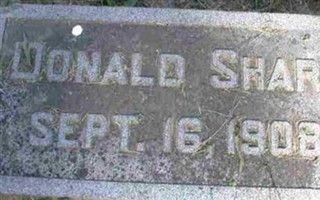 DONALD SHAR
SEPT. 16, 1908